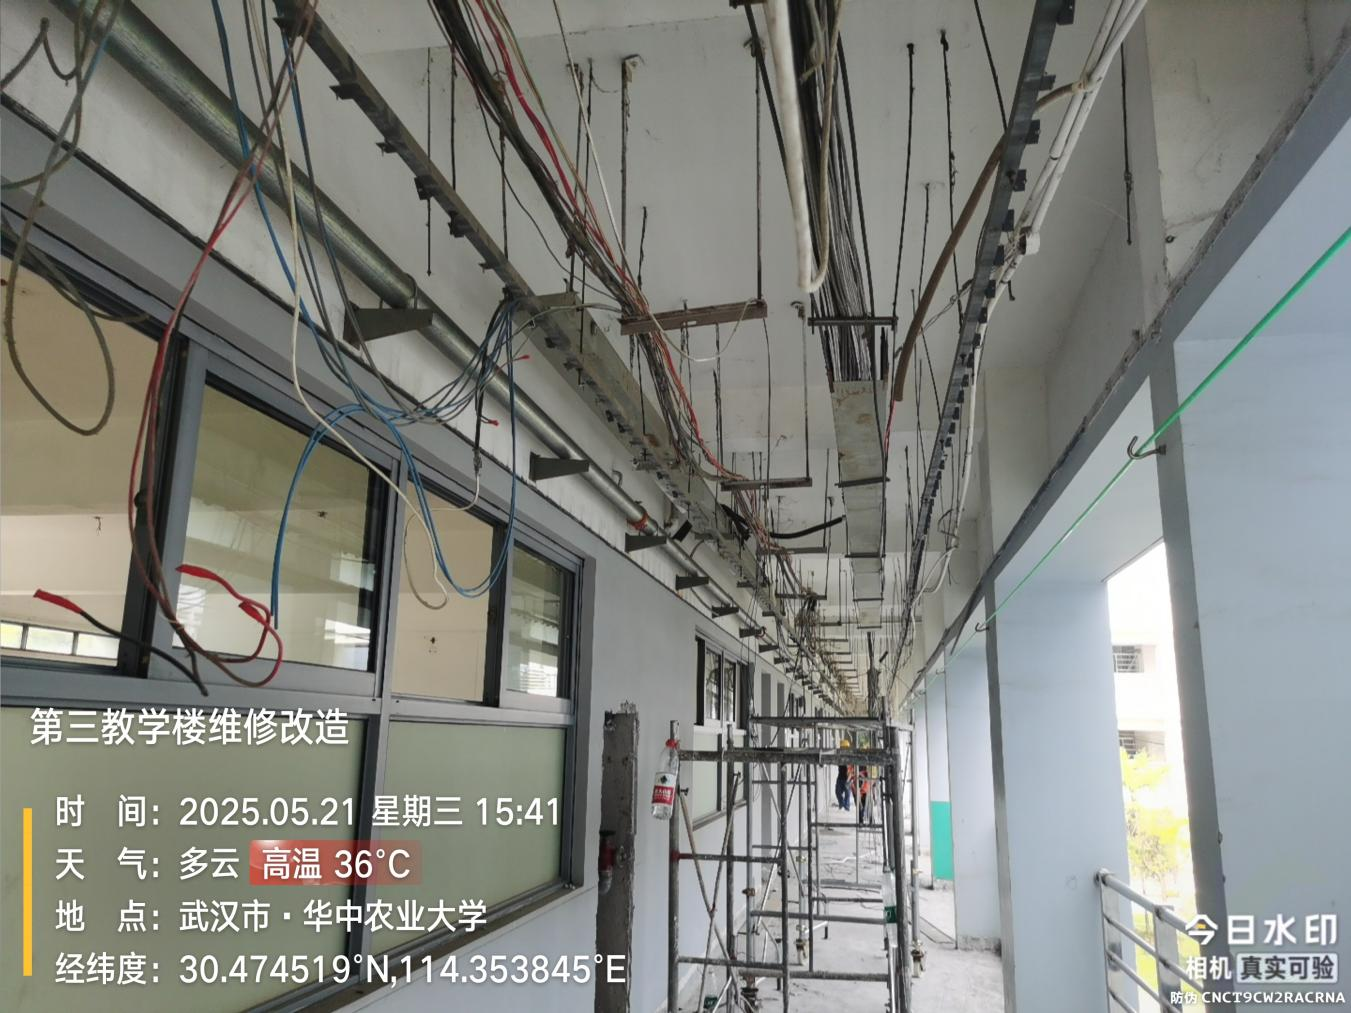 第三教学楼维修改造
时 间：2025.05.21 星期三 15:41
天 气：多云 高温 36°C
地 点：武汉市·华中农业大学
经纬度：30.474519°N,114.353845°E
今日水印
相机 真实可验
防伪 CNCT9CW2RACRNA